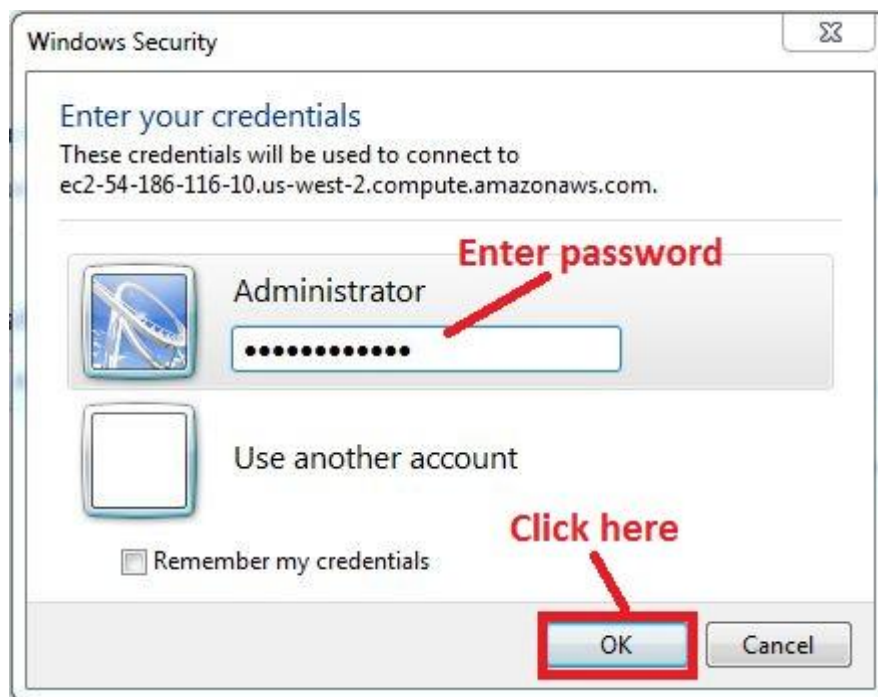 Windows Security
Enter your credentials
These credentials will be used to connect to
ec2-54-186-116-10.us-west-2.compute.amazonaws.com.
Enter password
Administrator
••••••••••••
Use another account
Click here
Remember my credentials
OK Cancel